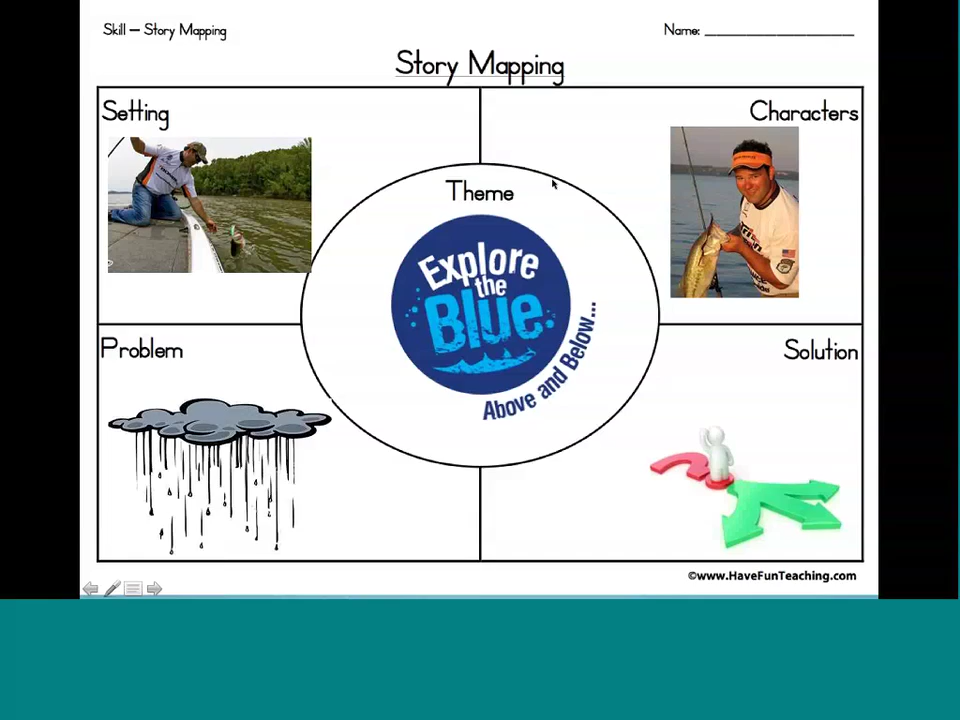 Skill – Story Mapping
Name: ____________________
Story Mapping
Setting
Characters
Theme
Explore
the
Blue
Above and Below...
Problem
Solution
©www.HaveFunTeaching.com